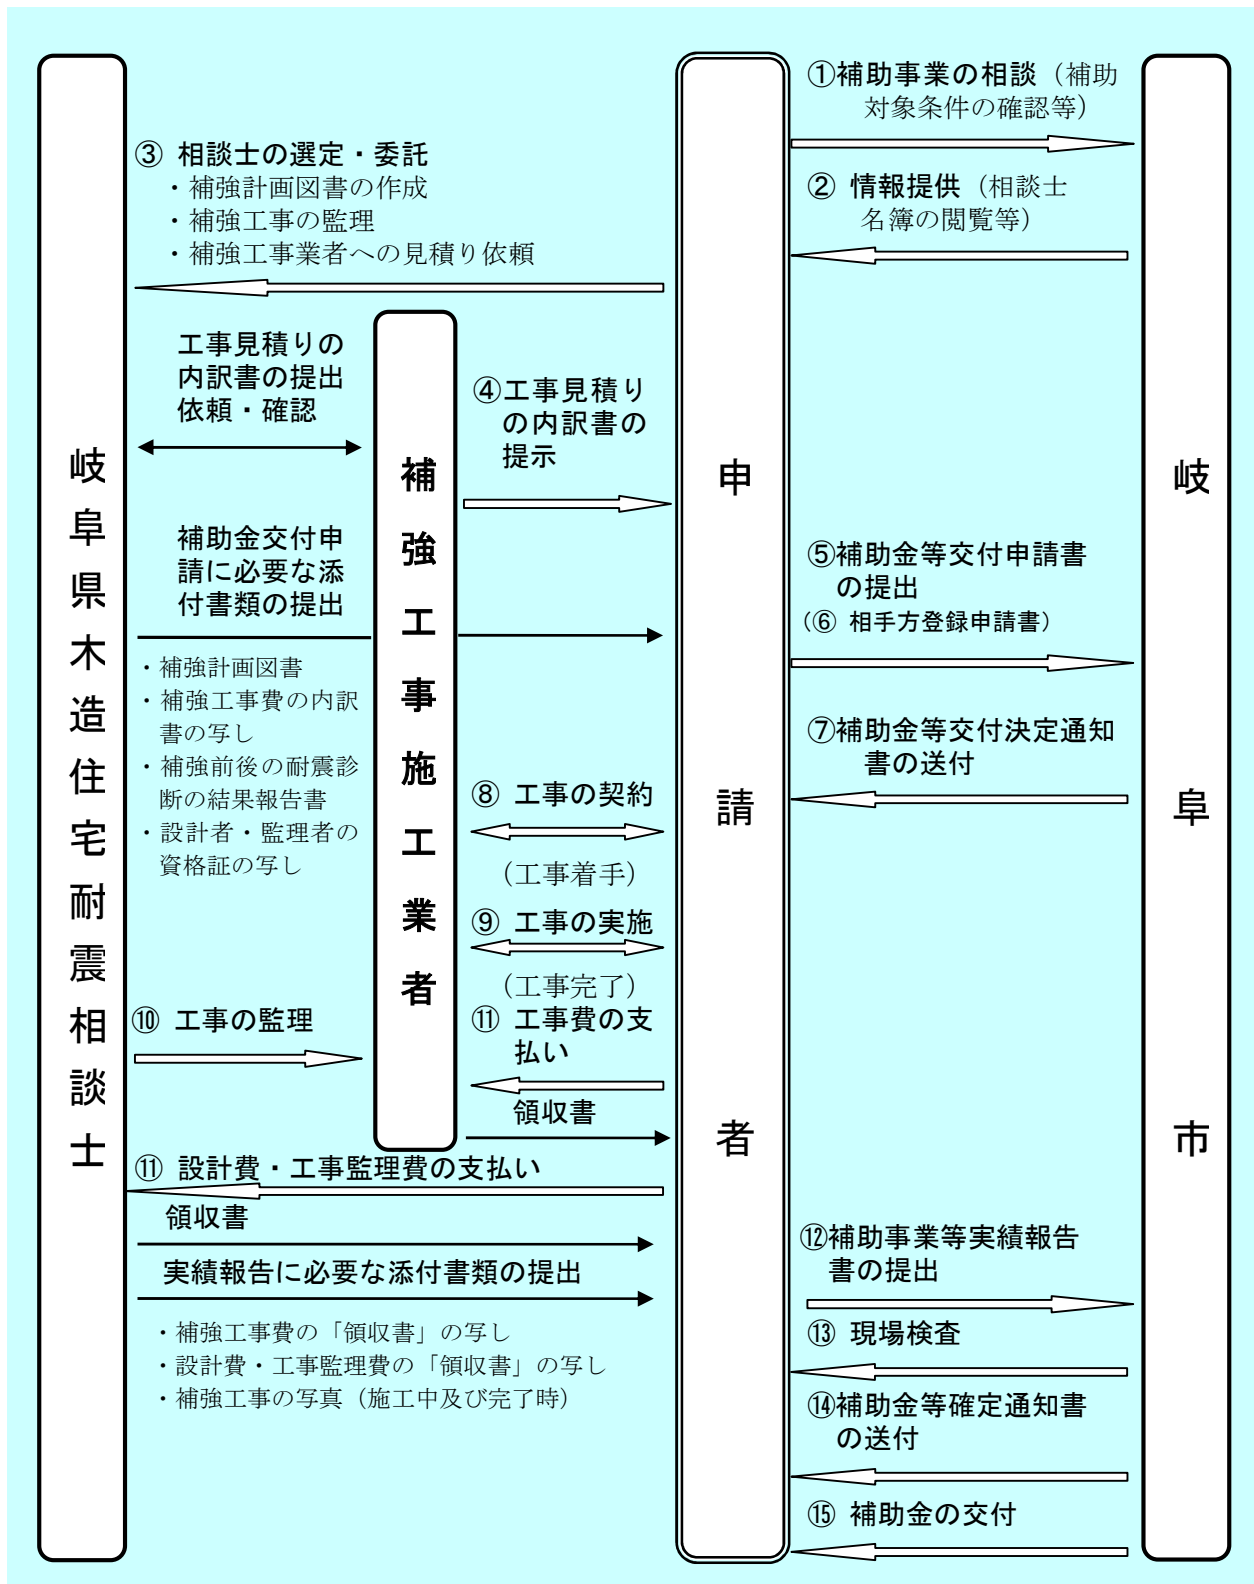 岐阜県木造住宅耐震相談士
補強工事施工業者
申請者
岐阜市
①補助事業の相談（補助
対象条件の確認等）
② 情報提供（相談士
名簿の閲覧等）
③ 相談士の選定・委託
・補強計画図書の作成
・補強工事の監理
・補強工事業者への見積り依頼
工事見積りの
内訳書の提出
依頼・確認
④工事見積り
の内訳書の
提示
補助金交付申
請に必要な添
付書類の提出
・補強計画図書
・補強工事費の内訳
書の写し
・補強前後の耐震診
断の結果報告書
・設計者・監理者の
資格証の写し
⑤補助金等交付申請書
の提出
（⑥ 相手方登録申請書）
⑦補助金等交付決定通知
書の送付
⑧ 工事の契約
（工事着手）
⑨ 工事の実施
（工事完了）
⑩ 工事の監理
⑪ 工事費の支
払い
領収書
⑪ 設計費・工事監理費の支払い
領収書
実績報告に必要な添付書類の提出
・補強工事費の「領収書」の写し
・設計費・工事監理費の「領収書」の写し
・補強工事の写真（施工中及び完了時）
⑫補助事業等実績報告
書の提出
⑬ 現場検査
⑭補助金等確定通知書
の送付
⑮ 補助金の交付